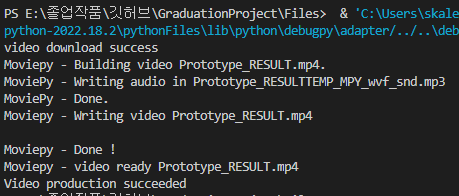 PS E:\졸업작품\깃허브\GraduationProject\Files>  & 'C:\Users\skale
python-2022.18.2\pythonFiles\lib\python\debugpy\adapter/../..\deb
video download success
Moviepy - Building video Prototype_RESULT.mp4.
MoviePy - Writing audio in Prototype_RESULTTEMP_MPY_wvf_snd.mp3
MoviePy - Done.
Moviepy - Writing video Prototype_RESULT.mp4
Moviepy - Done !
Moviepy - video ready Prototype_RESULT.mp4
Video production succeeded